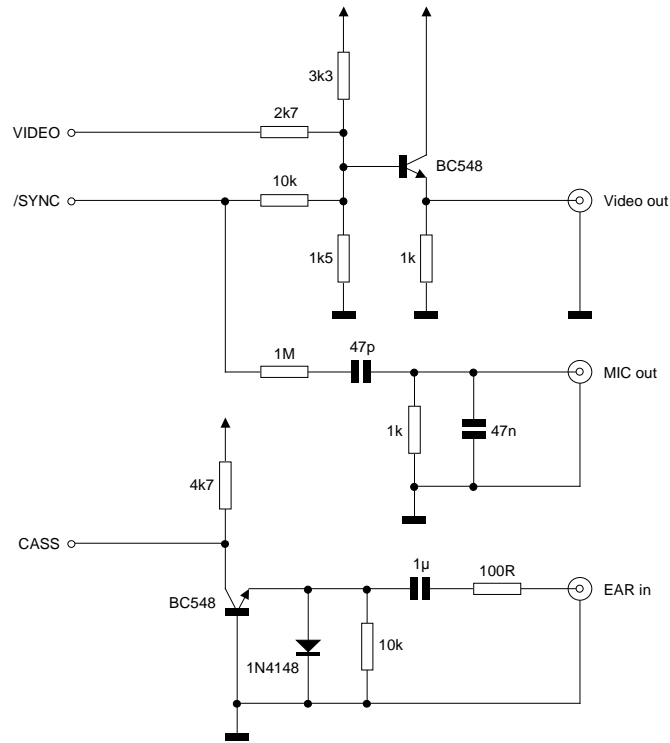 3k3
2k7
VIDEO
BC548
10k
/SYNC
Video out
1k5
1k
1M
47p
MIC out
1k
47n
4k7
CASS
1µ
100R
EAR in
BC548
10k
1N4148